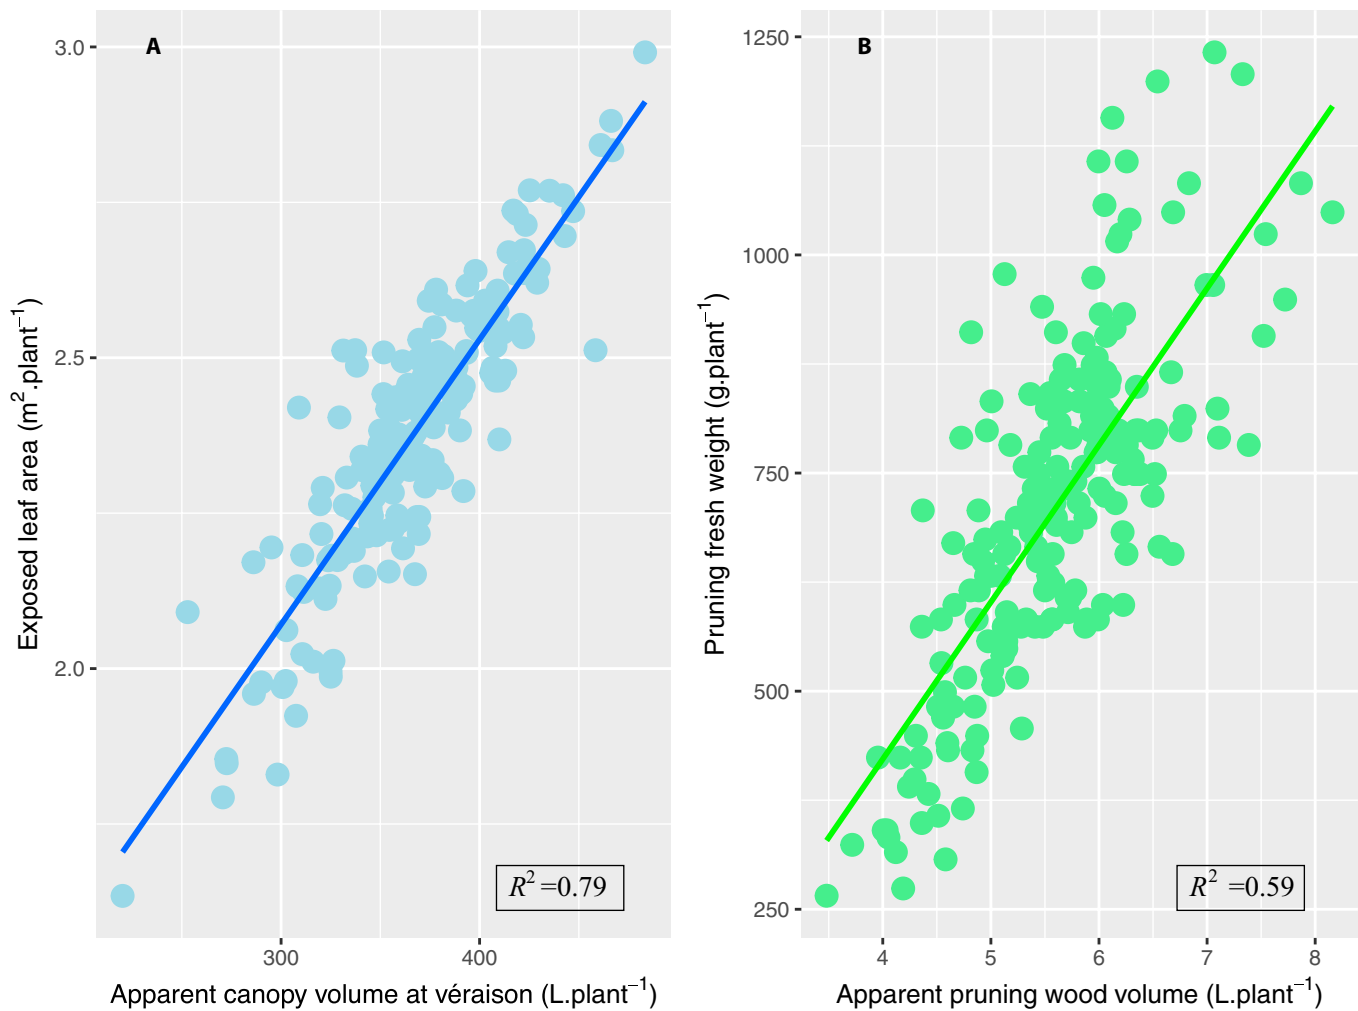 A
3.0
2.5
2.0
Exposed leaf area (m².plant⁻¹)
300
400
Apparent canopy volume at véraison (L.plant⁻¹)
R² =0.79
B
1250
1000
750
500
250
Pruning fresh weight (g.plant⁻¹)
4
5
6
7
8
Apparent pruning wood volume (L.plant⁻¹)
R² =0.59